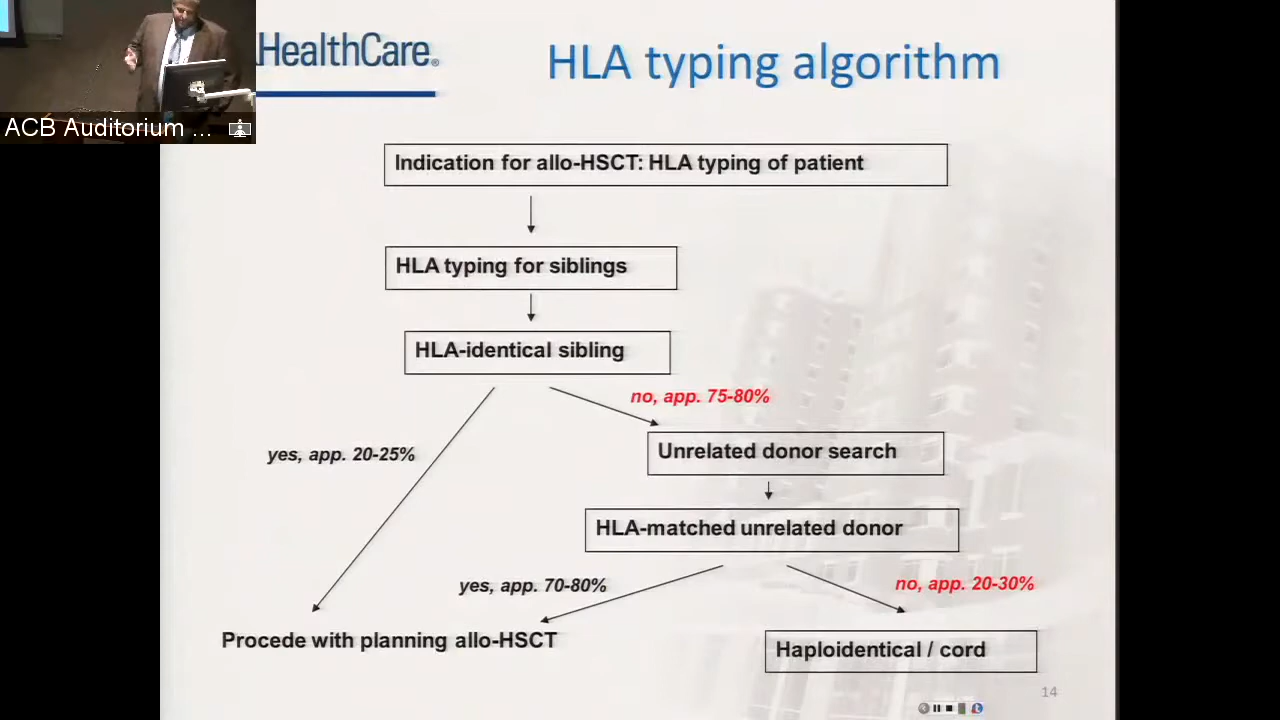 HealthCare®
HLA typing algorithm
ACB Auditorium ...
Indication for allo-HSCT: HLA typing of patient
HLA typing for siblings
HLA-identical sibling
no, app. 75-80%
yes, app. 20-25%
Unrelated donor search
HLA-matched unrelated donor
yes, app. 70-80%
no, app. 20-30%
Procede with planning allo-HSCT
Haploidentical / cord
14